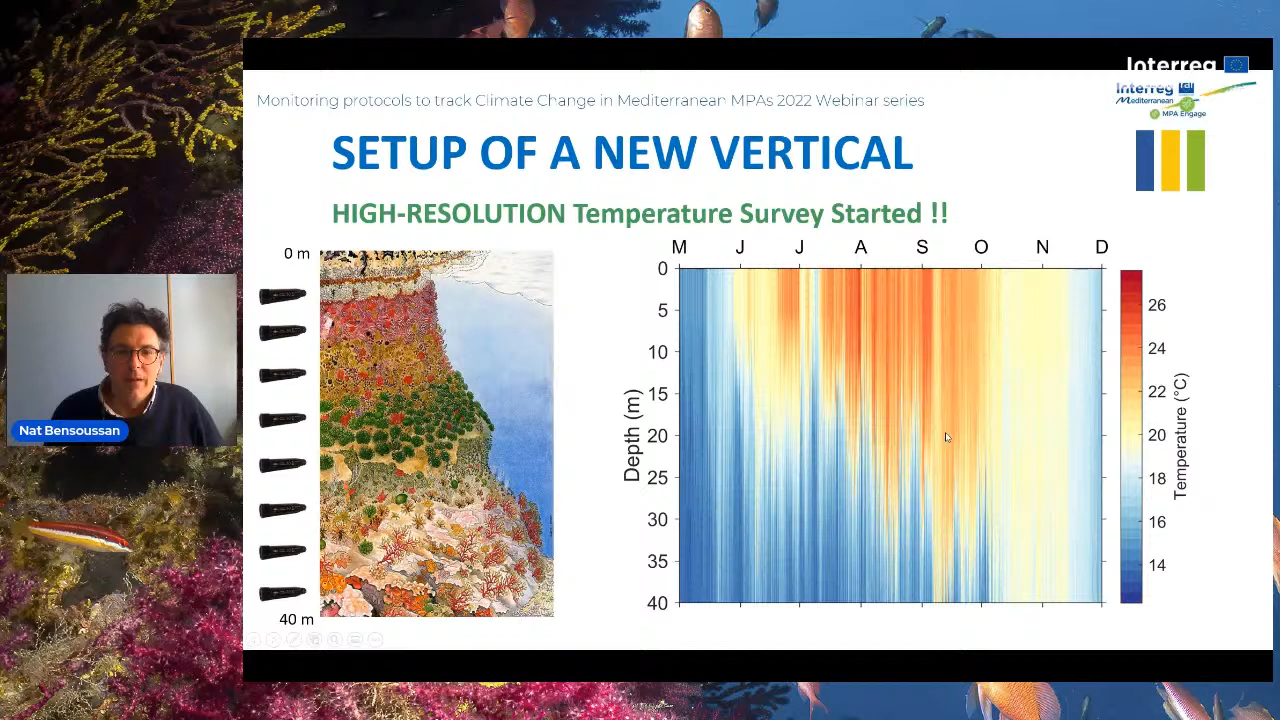 Interreg
Monitoring protocols to track Climate Change in Mediterranean MPAs 2022 Webinar series
Interreg
Mediterranean
MPA Engage
SETUP OF A NEW VERTICAL
HIGH-RESOLUTION Temperature Survey Started !!
0 m
40 m
M J J A S O N D
0
5
10
15
20
25
30
35
40
Depth (m)
26
24
22
20
18
16
14
Temperature (°C)
Nat Bensoussan